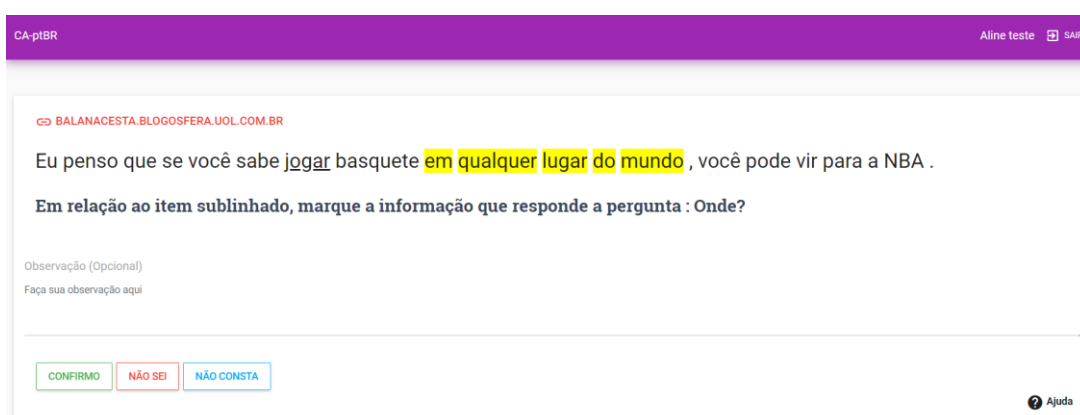 CA-ptBR
Aline teste SAIR
BALANACESTA.BLOGOSFERA.UOL.COM.BR
Eu penso que se você sabe jogar basquete em qualquer lugar do mundo , você pode vir para a NBA .
Em relação ao item sublinhado, marque a informação que responde a pergunta : Onde?
Observação (Opcional)
Faça sua observação aqui
CONFIRMO NÃO SEI NÃO CONSTA
Ajuda